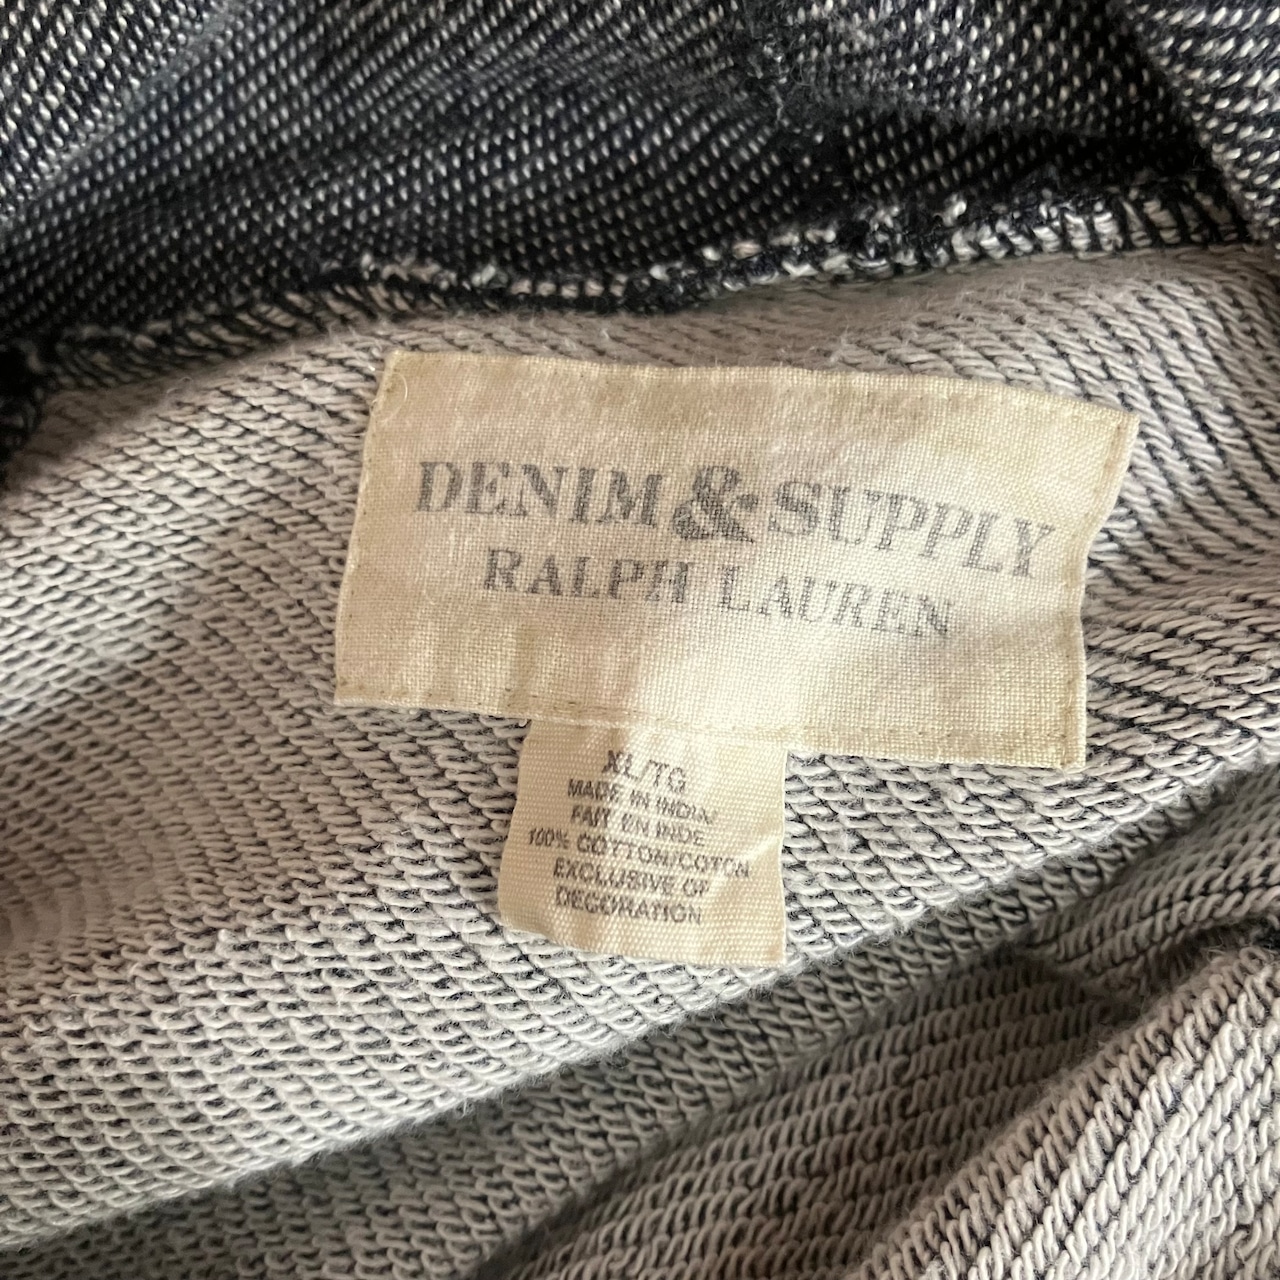 DENIM & SUPPLY
RALPH LAUREN
XL/TG
MADE IN INDIA
FAIT EN INDE
100% COTTON/COTON
EXCLUSIVE OF
DECORATION